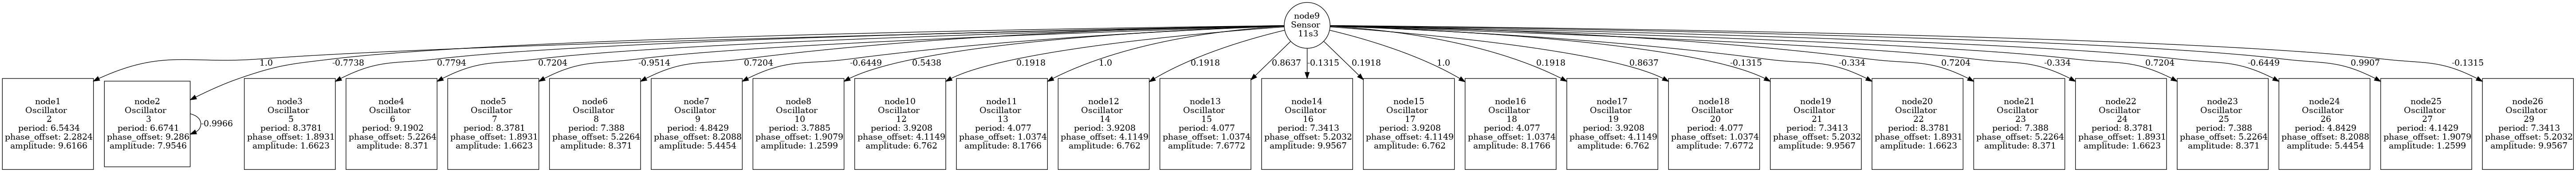 node9
Sensor
11s3
1.0
-0.7738
0.7794
0.7204
-0.9514
0.7204
-0.6449
0.5438
0.1918
1.0
0.1918
0.8637
-0.1315
0.1918
1.0
0.1918
0.8637
-0.1315
-0.334
0.7204
-0.334
0.7204
-0.6449
0.9907
-0.1315
node1
Oscillator
2
period: 6.5434
phase_offset: 2.2824
amplitude: 9.6166
node2
Oscillator
3
period: 6.6741
phase_offset: 9.286
amplitude: 7.9546
-0.9966
node3
Oscillator
5
period: 8.3781
phase_offset: 1.8931
amplitude: 1.6623
node4
Oscillator
6
period: 9.1902
phase_offset: 5.2264
amplitude: 8.371
node5
Oscillator
7
period: 8.3781
phase_offset: 1.8931
amplitude: 1.6623
node6
Oscillator
8
period: 7.388
phase_offset: 5.2264
amplitude: 8.371
node7
Oscillator
9
period: 4.8429
phase_offset: 8.2088
amplitude: 5.4454
node8
Oscillator
10
period: 3.7885
phase_offset: 1.9079
amplitude: 1.2599
node10
Oscillator
12
period: 3.9208
phase_offset: 4.1149
amplitude: 6.762
node11
Oscillator
13
period: 4.077
phase_offset: 1.0374
amplitude: 8.1766
node12
Oscillator
14
period: 3.9208
phase_offset: 4.1149
amplitude: 6.762
node13
Oscillator
15
period: 4.077
phase_offset: 1.0374
amplitude: 7.6772
node14
Oscillator
16
period: 7.3413
phase_offset: 5.2032
amplitude: 9.9567
node15
Oscillator
17
period: 3.9208
phase_offset: 4.1149
amplitude: 6.762
node16
Oscillator
18
period: 4.077
phase_offset: 1.0374
amplitude: 8.1766
node17
Oscillator
19
period: 3.9208
phase_offset: 4.1149
amplitude: 6.762
node18
Oscillator
20
period: 4.077
phase_offset: 1.0374
amplitude: 7.6772
node19
Oscillator
21
period: 7.3413
phase_offset: 5.2032
amplitude: 9.9567
node20
Oscillator
22
period: 8.3781
phase_offset: 1.8931
amplitude: 1.6623
node21
Oscillator
23
period: 7.388
phase_offset: 5.2264
amplitude: 8.371
node22
Oscillator
24
period: 8.3781
phase_offset: 1.8931
amplitude: 1.6623
node23
Oscillator
25
period: 7.388
phase_offset: 5.2264
amplitude: 8.371
node24
Oscillator
26
period: 4.8429
phase_offset: 8.2088
amplitude: 5.4454
node25
Oscillator
27
period: 4.1429
phase_offset: 1.9079
amplitude: 1.2599
node26
Oscillator
29
period: 7.3413
phase_offset: 5.2032
amplitude: 9.9567